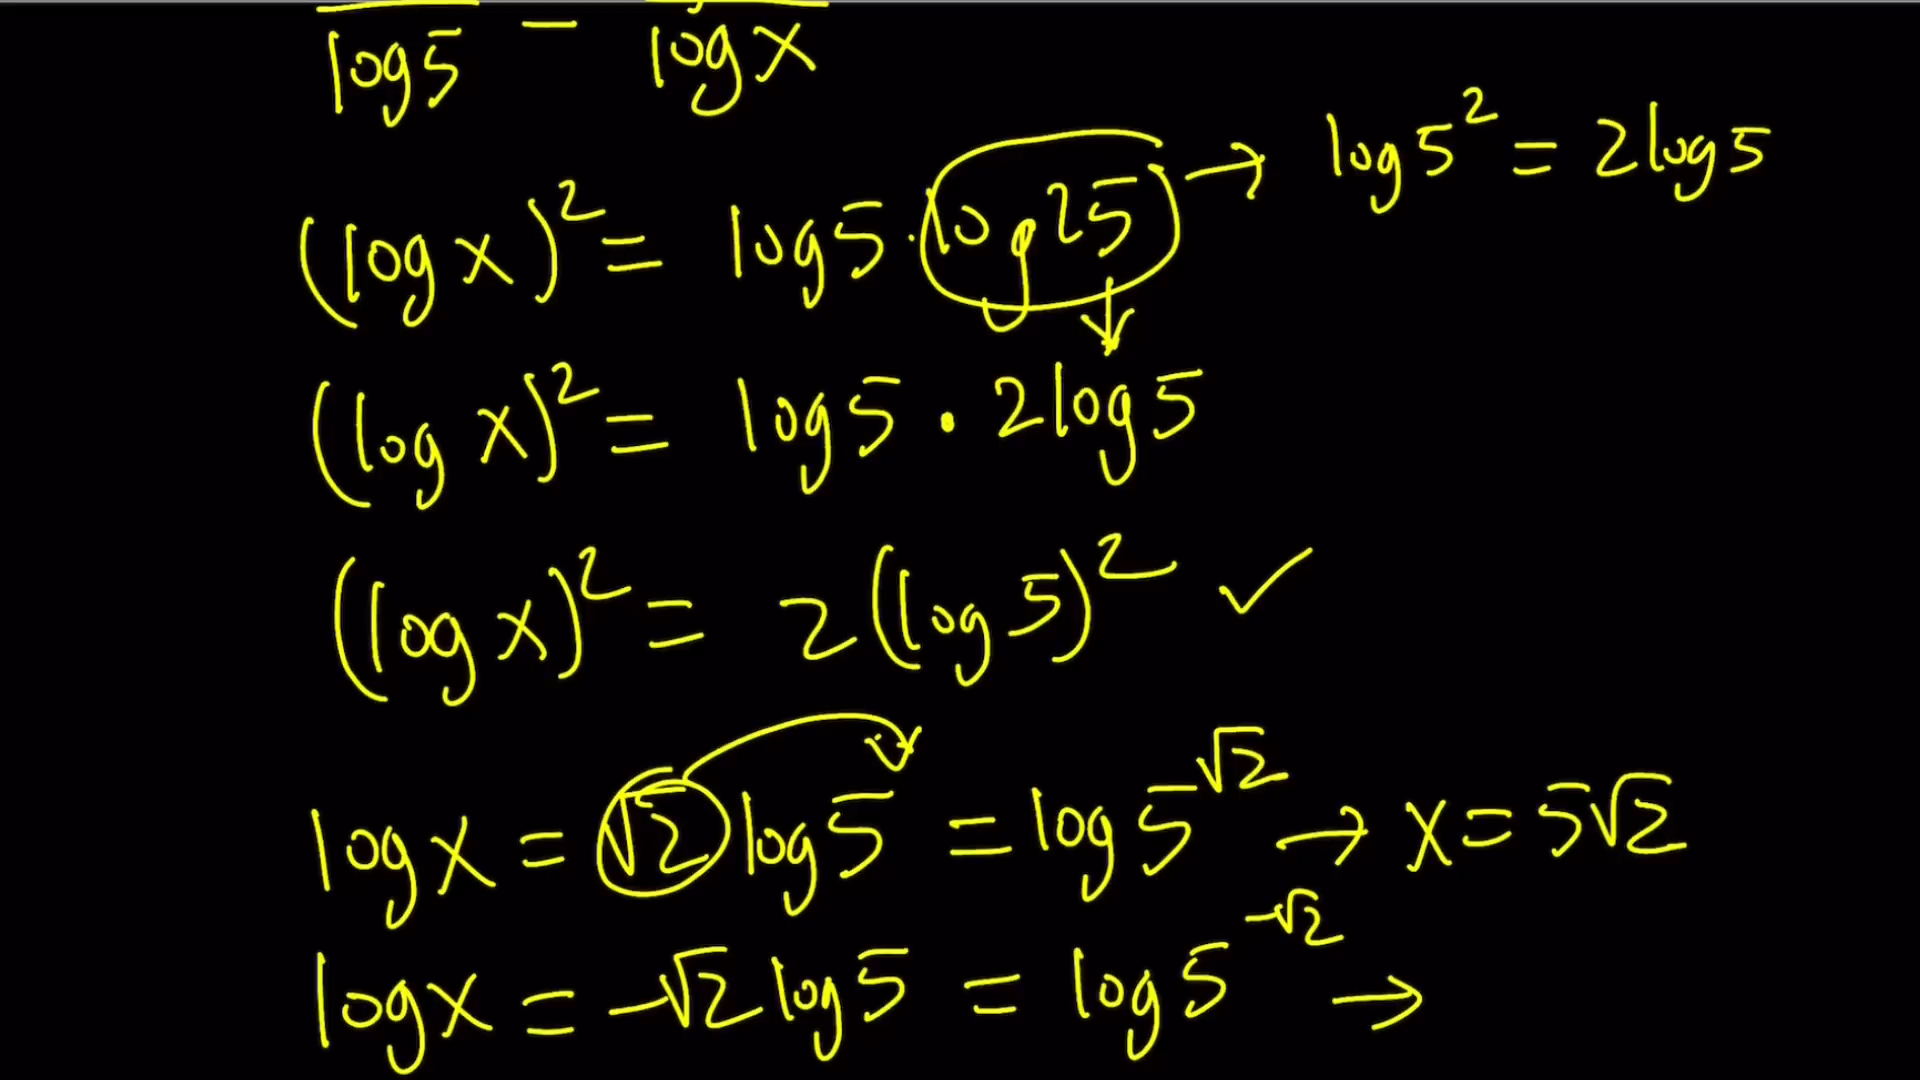 log5 − logx
log5² = 2log5
(log x)² = log5 · log25
(log x)² = log5 · 2log5
(log x)² = 2(log5)² ✓
logx = √2 log5 = log5^√2 → x = 5√2
logx = −√2 log5 = log5^−√2 →